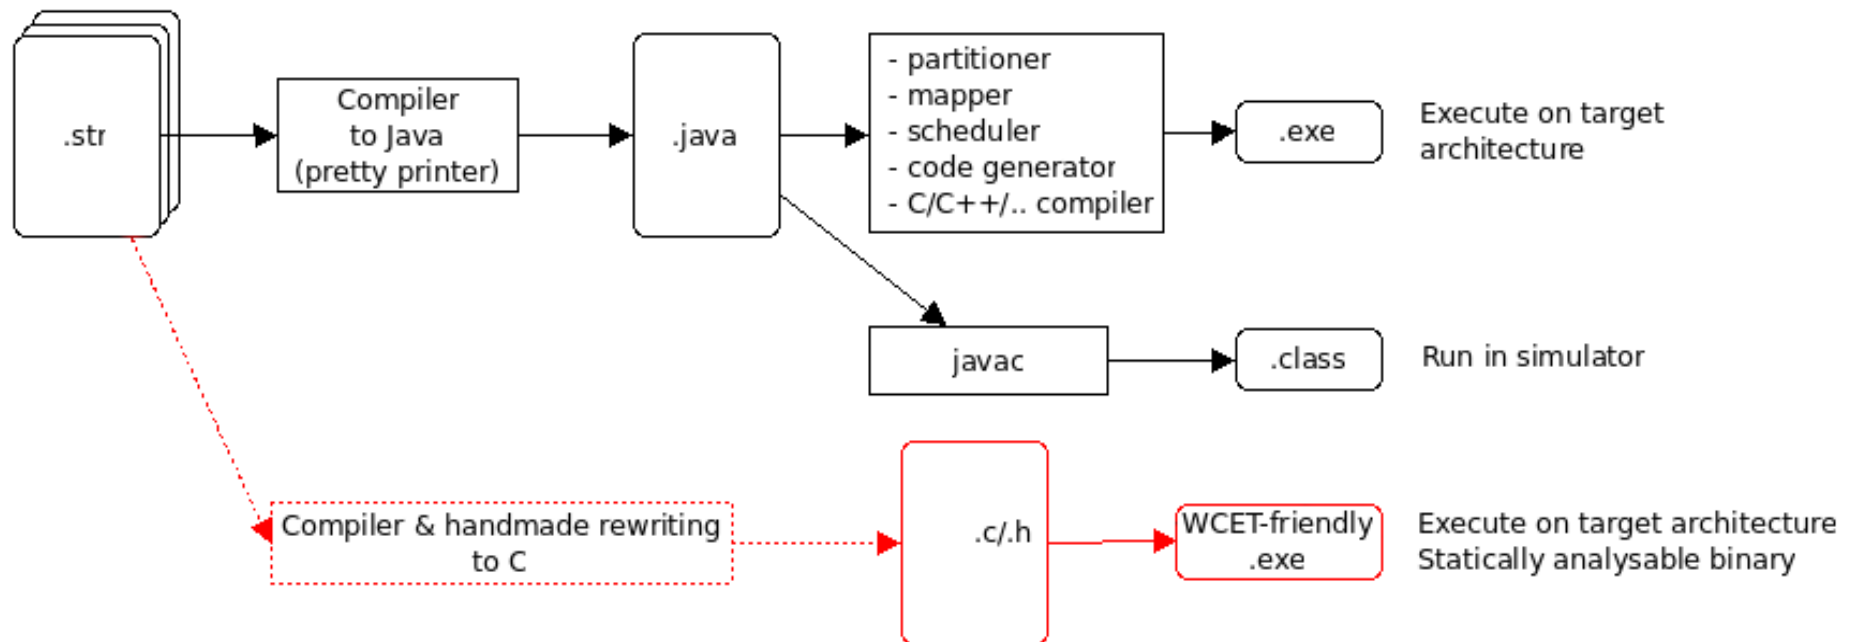 .str
Compiler
to Java
(pretty printer)
.java
- partitioner
- mapper
- scheduler
- code generator
- C/C++/.. compiler
.exe
Execute on target
architecture
javac
.class
Run in simulator
Compiler & handmade rewriting
to C
.c/.h
WCET-friendly
.exe
Execute on target architecture
Statically analysable binary